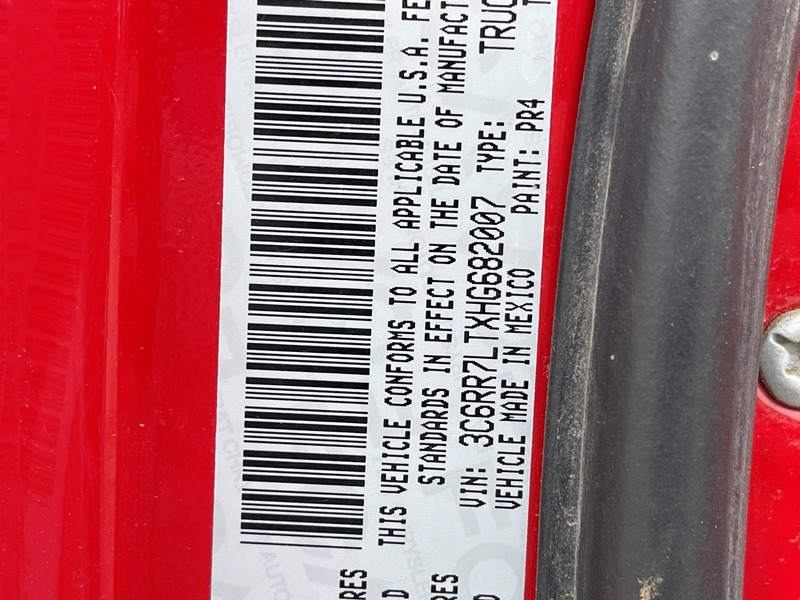 THIS VEHICLE CONFORMS TO ALL APPLICABLE U.S.A. FE
STANDARDS IN EFFECT ON THE DATE OF MANUFACT
VIN: 3C6RR7LTXHG682007 TYPE: TRUC
VEHICLE MADE IN MEXICO PAINT: PR4